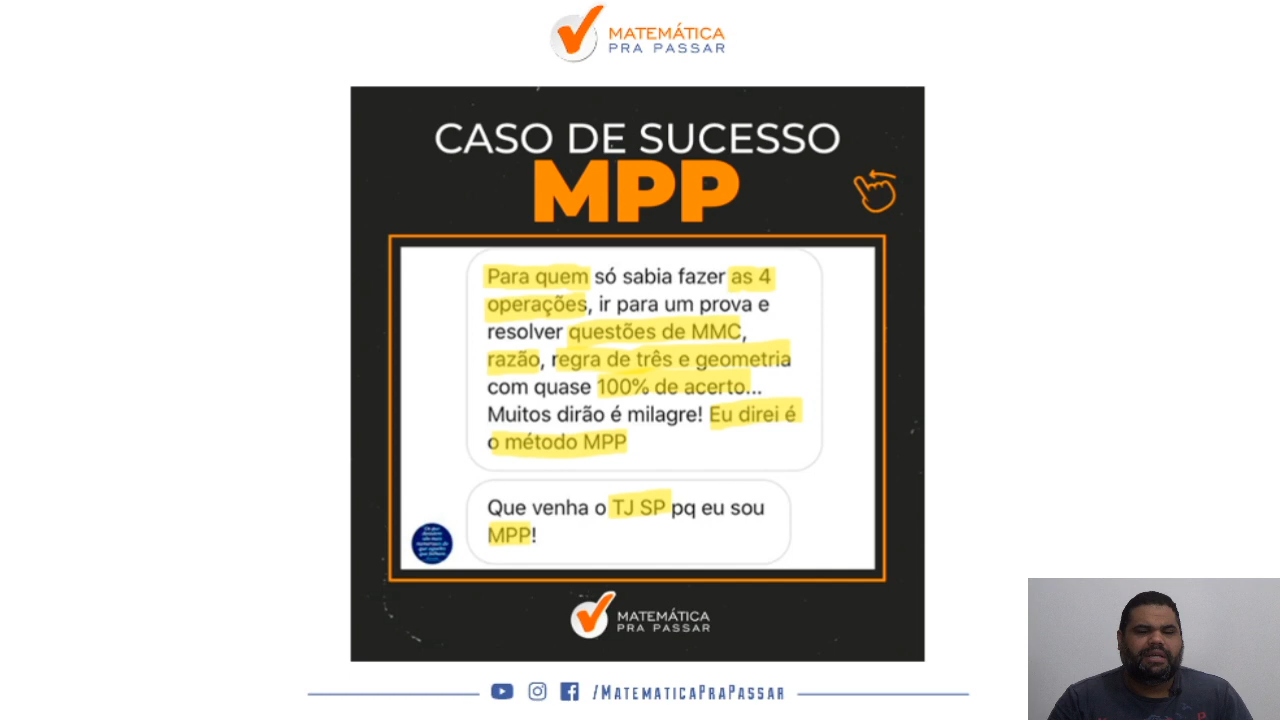 MATEMÁTICA
PRA PASSAR
CASO DE SUCESSO
MPP
Para quem só sabia fazer as 4
operações, ir para um prova e
resolver questões de MMC,
razão, regra de três e geometria
com quase 100% de acerto...
Muitos dirão é milagre! Eu direi é
o método MPP
Que venha o TJ SP pq eu sou
MPP!
MATEMÁTICA
PRA PASSAR
/MATEMATICAPRAPASSAR